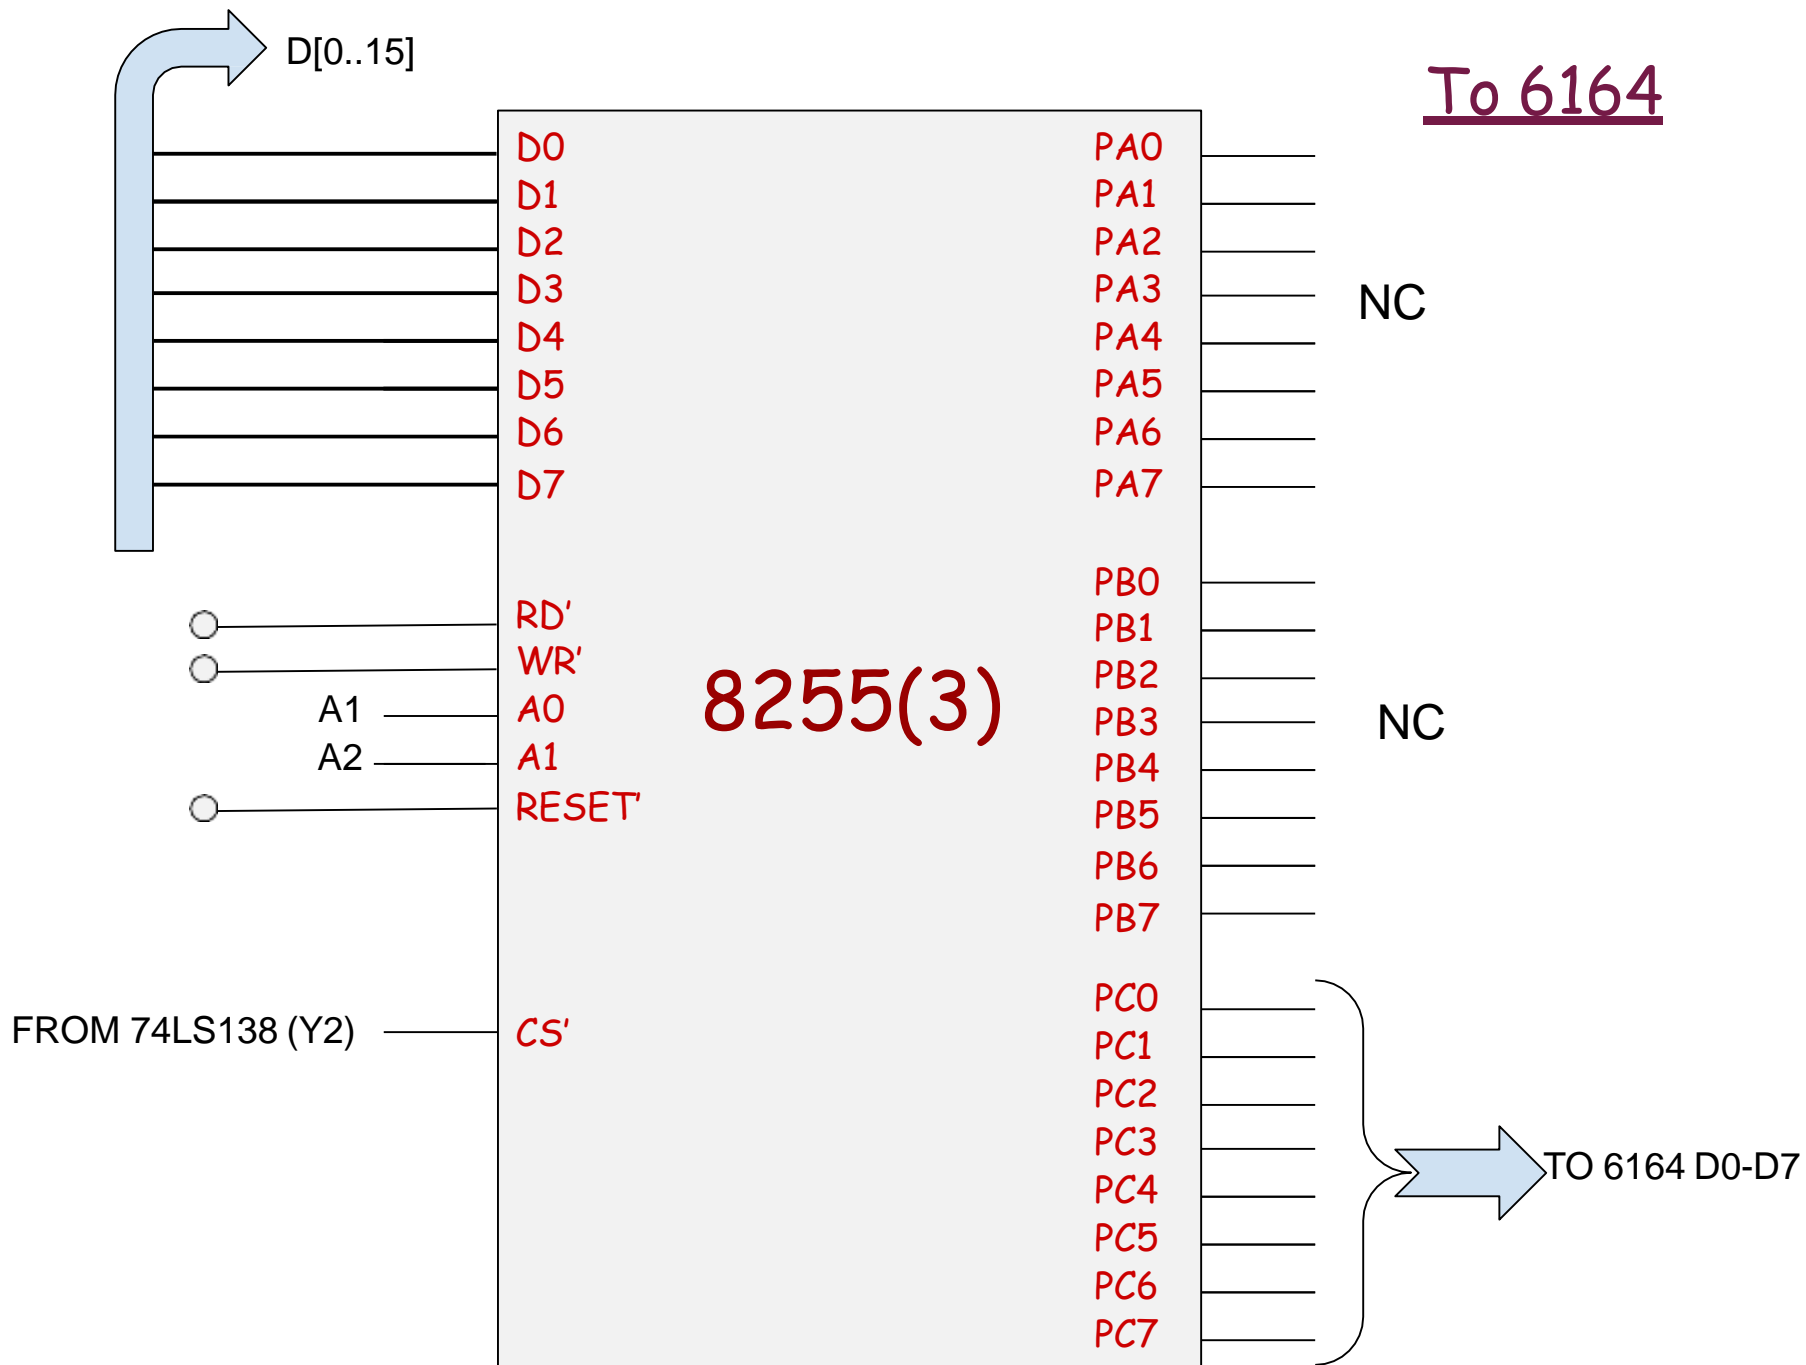 D[0..15]
To 6164
D0
D1
D2
D3
D4
D5
D6
D7
RD'
WR'
A1
A0
A2
A1
RESET'
FROM 74LS138 (Y2)
CS'
8255(3)
PA0
PA1
PA2
PA3
PA4
PA5
PA6
PA7
NC
PB0
PB1
PB2
PB3
PB4
PB5
PB6
PB7
NC
PC0
PC1
PC2
PC3
PC4
PC5
PC6
PC7
TO 6164 D0-D7